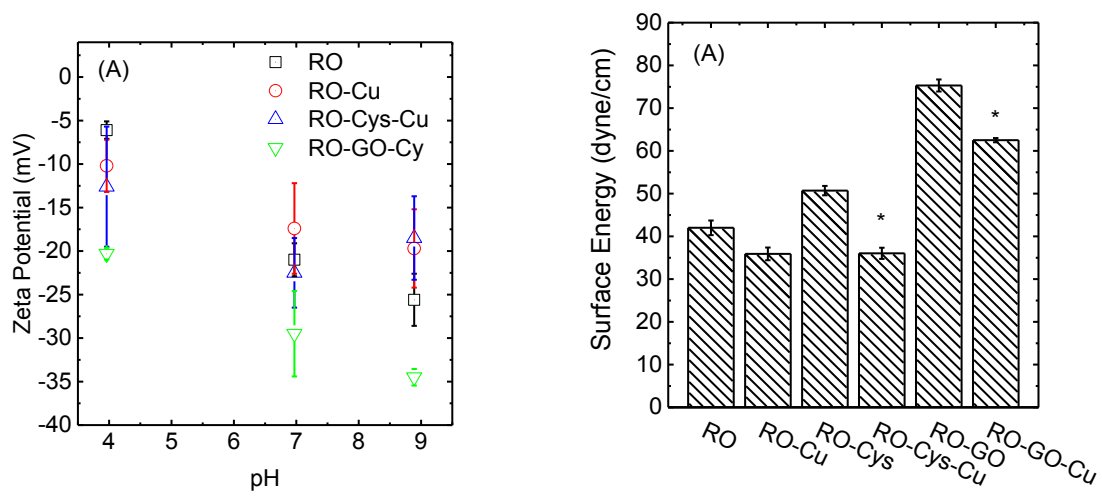 (A)
RO
RO-Cu
RO-Cys-Cu
RO-GO-Cy
0
-5
-10
-15
-20
-25
-30
-35
-40
Zeta Potential (mV)
4 5 6 7 8 9
pH
(A)
90
80
70
60
50
40
30
20
10
0
Surface Energy (dyne/cm)
*
*
RO
RO-Cu
RO-Cys
RO-Cys-Cu
RO-GO
RO-GO-Cu